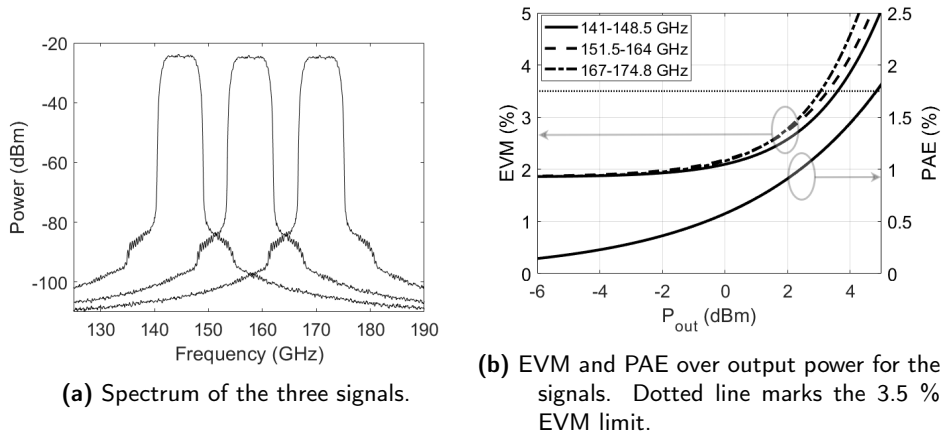 -20
-40
-60
-80
-100
Power (dBm)
130 140 150 160 170 180 190
Frequency (GHz)
(a) Spectrum of the three signals.
5
4
3
2
1
0
EVM (%)
141-148.5 GHz
151.5-164 GHz
167-174.8 GHz
2.5
2
1.5
1
0.5
0
PAE (%)
-6 -4 -2 0 2 4
Pout (dBm)
(b) EVM and PAE over output power for the
signals. Dotted line marks the 3.5 %
EVM limit.